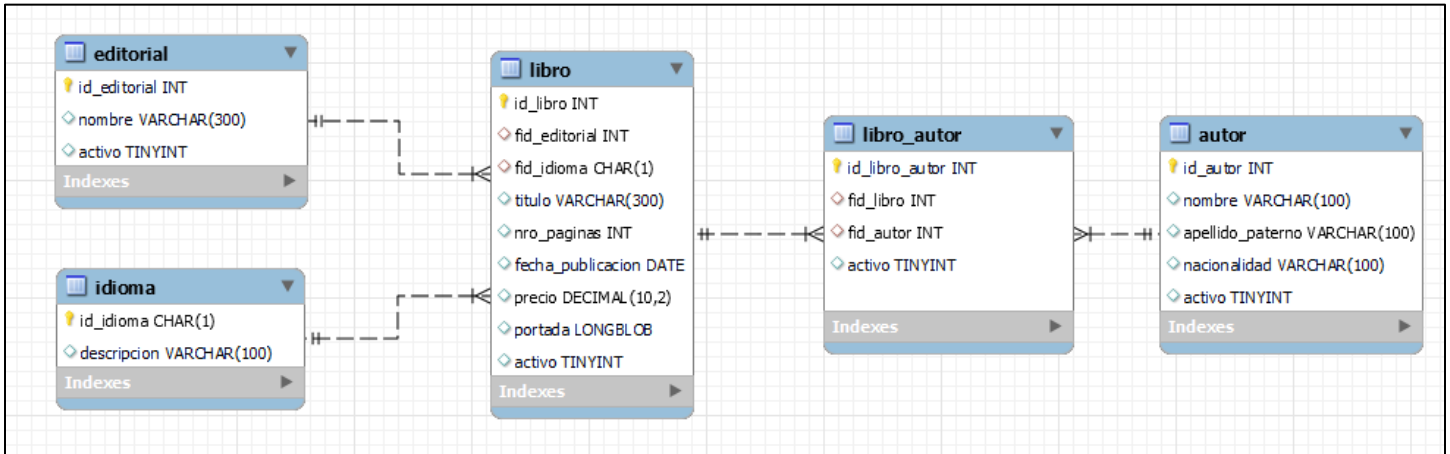 editorial
id_editorial INT
nombre VARCHAR(300)
activo TINYINT
Indexes
idioma
id_idioma CHAR(1)
descripcion VARCHAR(100)
Indexes
libro
id_libro INT
fid_editorial INT
fid_idioma CHAR(1)
titulo VARCHAR(300)
nro_paginas INT
fecha_publicacion DATE
precio DECIMAL(10,2)
portada LONGBLOB
activo TINYINT
Indexes
libro_autor
id_libro_autor INT
fid_libro INT
fid_autor INT
activo TINYINT
Indexes
autor
id_autor INT
nombre VARCHAR(100)
apellido_paterno VARCHAR(100)
nacionalidad VARCHAR(100)
activo TINYINT
Indexes